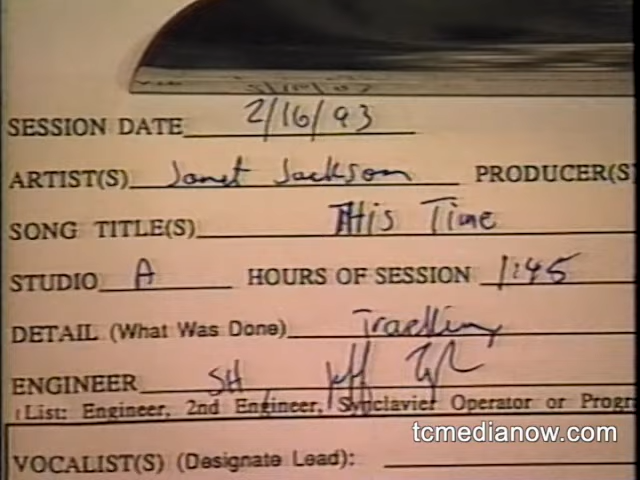 SESSION DATE 2/16/93
ARTIST(S) Janet Jackson PRODUCER(S
SONG TITLE(S) This Time
STUDIO A HOURS OF SESSION 1:45
DETAIL (What Was Done) Tracking
ENGINEER SH Jeff
(List: Engineer, 2nd Engineer, Synclavier Operator or Progr
tcmedianow.com
VOCALIST(S) (Designate Lead):